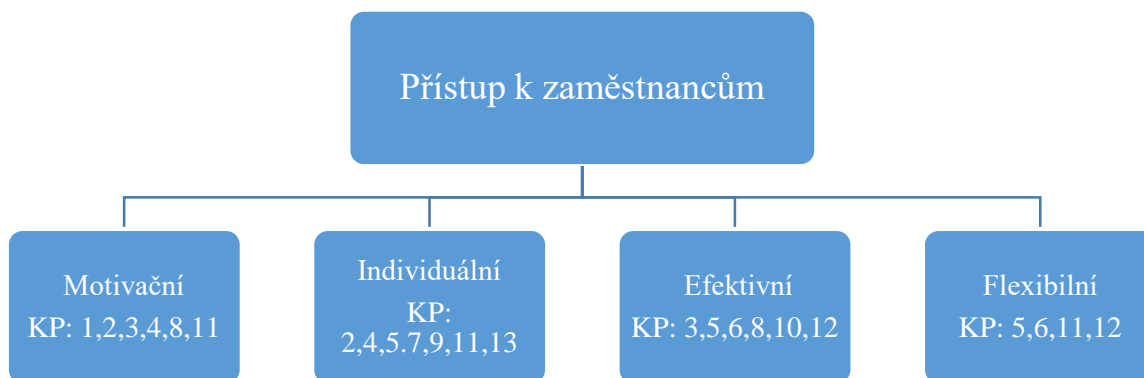 Přístup k zaměstnancům
Motivační
KP: 1,2,3,4,8,11
Individuální
KP:
2,4,5.7,9,11,13
Efektivní
KP: 3,5,6,8,10,12
Flexibilní
KP: 5,6,11,12